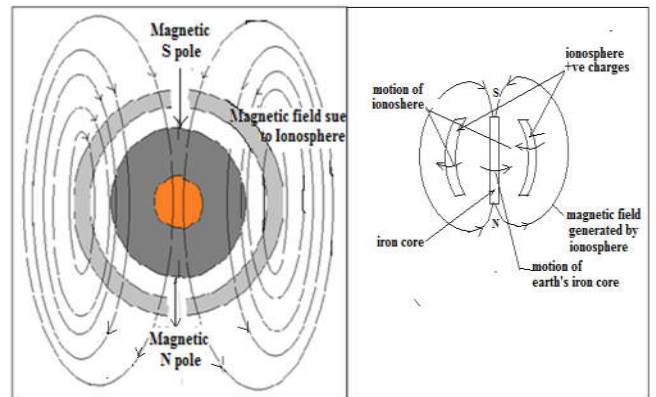 Magnetic
S pole
Magnetic field sue
to Ionosphere
Magnetic
N pole
ionosphere
+ve charges
motion of
ionoshere
S
N
iron core
magnetic field
generated by
ionosphere
motion of
earth's iron core